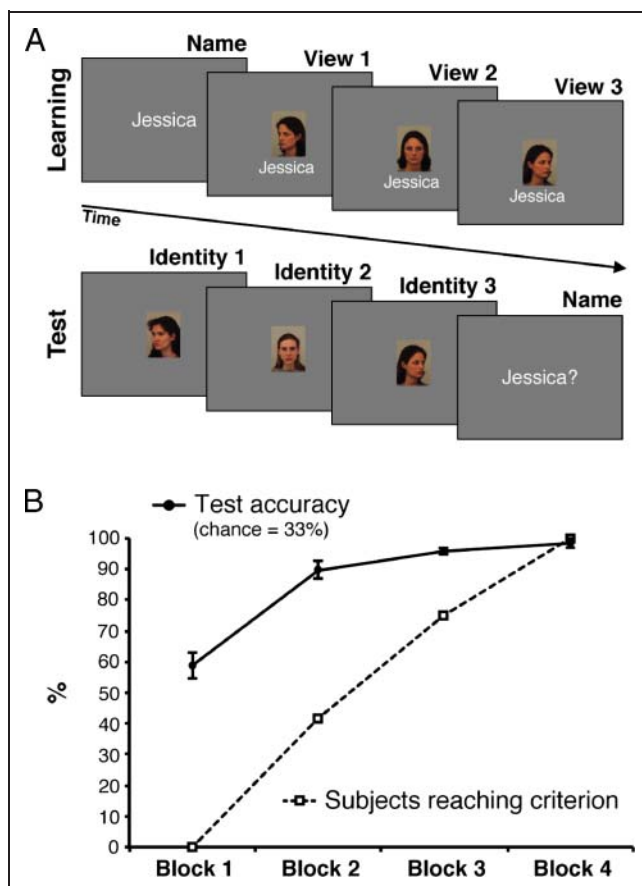 A
Learning
Name
View 1
View 2
View 3
Jessica
Jessica
Jessica
Jessica
Time
Test
Identity 1
Identity 2
Identity 3
Name
Jessica?
B
Test accuracy
(chance = 33%)
100
90
80
70
60
50
40
30
20
10
0
%
Subjects reaching criterion
Block 1 Block 2 Block 3 Block 4